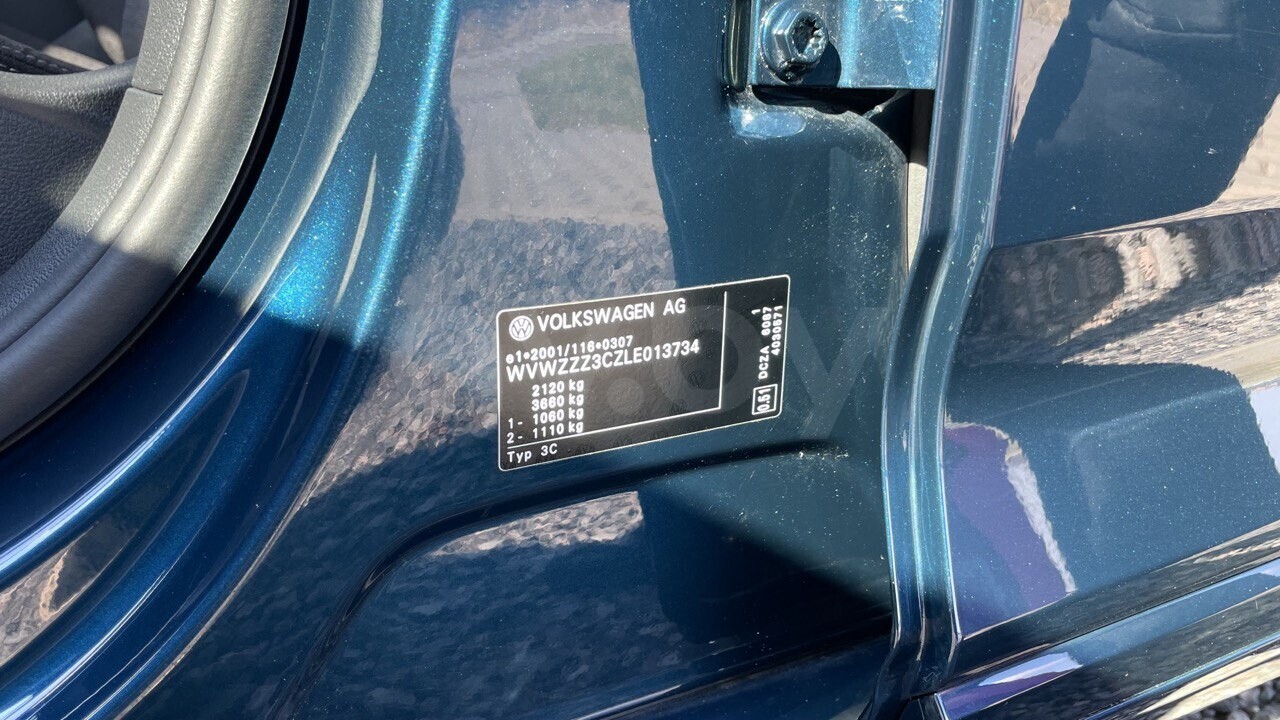 VOLKSWAGEN AG
e1*2001/116*0307
WVWZZZ3CZLE013734
2120 kg
3660 kg
1- 1060 kg
2- 1110 kg
Typ 3C
0.51 DCZA 6087 1
4030571